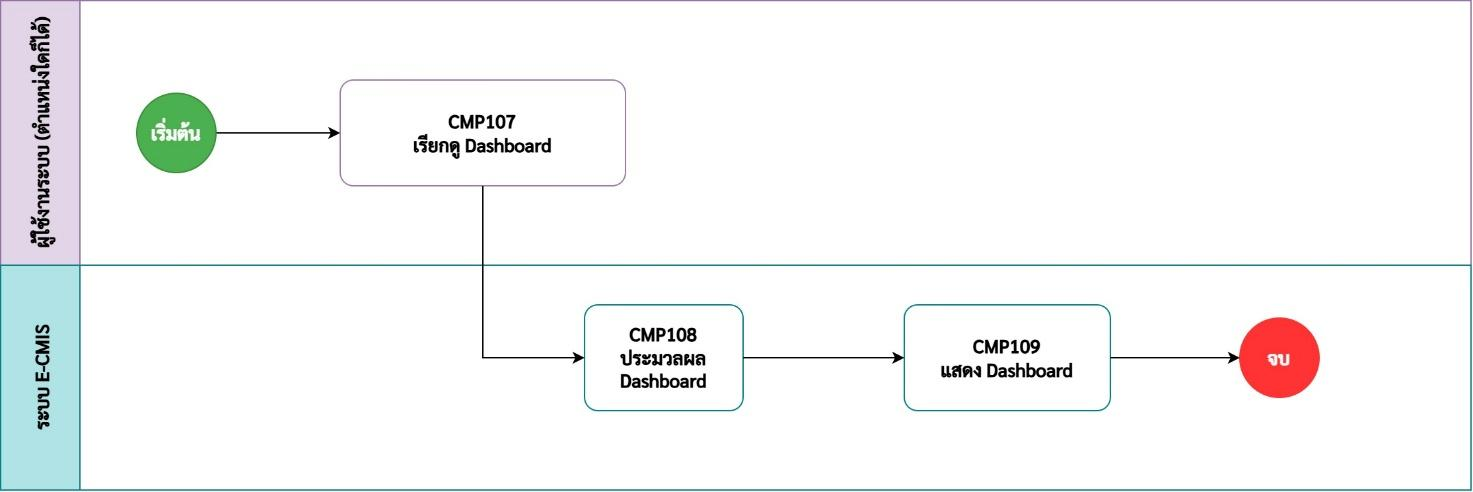 ผู้ใช้งานระบบ (ตำแหน่งใดก็ได้)
เริ่มต้น
CMP107
เรียกดู Dashboard
ระบบ E-CMIS
CMP108
ประมวลผล
Dashboard
CMP109
แสดง Dashboard
จบ